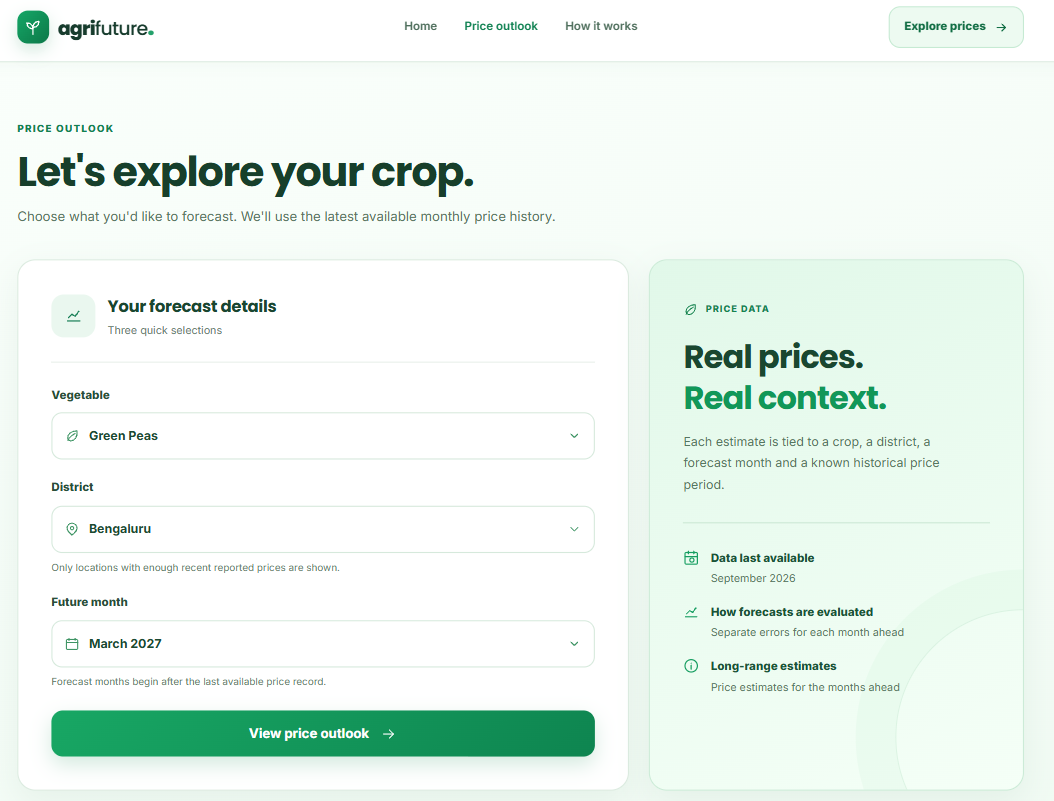 agrifuture.
Home
Price outlook
How it works
Explore prices →
PRICE OUTLOOK
Let's explore your crop.
Choose what you'd like to forecast. We'll use the latest available monthly price history.
Your forecast details
Three quick selections
Vegetable
Green Peas
District
Bengaluru
Only locations with enough recent reported prices are shown.
Future month
March 2027
Forecast months begin after the last available price record.
View price outlook →
PRICE DATA
Real prices.
Real context.
Each estimate is tied to a crop, a district, a
forecast month and a known historical price
period.
Data last available
September 2026
How forecasts are evaluated
Separate errors for each month ahead
Long-range estimates
Price estimates for the months ahead